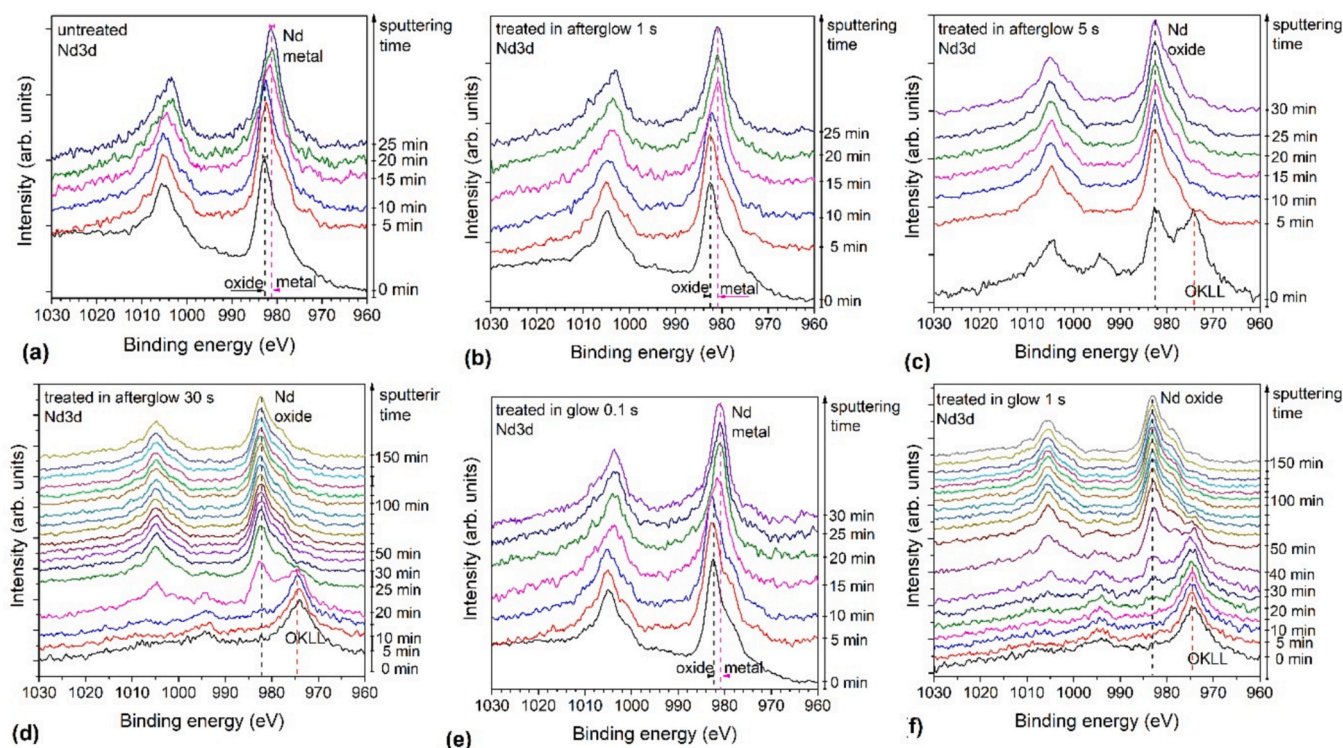 untreated
Nd3d
Nd
metal
sputtering
time
25 min
20 min
15 min
10 min
5 min
0 min
oxide
metal
1030 1020 1010 1000 990 980 970 960
Binding energy (eV)
Intensity (arb. units)
(a)
treated in afterglow 1 s
Nd3d
sputtering
time
25 min
20 min
15 min
10 min
5 min
0 min
oxide
metal
1030 1020 1010 1000 990 980 970 960
Binding energy (eV)
Intensity (arb. units)
(b)
treated in afterglow 5 s
Nd3d
Nd
oxide
sputtering
time
30 min
25 min
20 min
15 min
10 min
5 min
0 min
OKLL
1030 1020 1010 1000 990 980 970 960
Binding energy (eV)
Intensity (arb. units)
(c)
treated in afterglow 30 s
Nd3d
Nd
oxide
sputterir
time
150 min
100 min
50 min
30 min
25 min
20 min
10 min
5 min
0 min
OKLL
1030 1020 1010 1000 990 980 970 960
Binding energy (eV)
Intensity (arb. units)
(d)
treated in glow 0.1 s
Nd3d
Nd
metal
sputtering
time
30 min
25 min
20 min
15 min
10 min
5 min
0 min
oxide
metal
1030 1020 1010 1000 990 980 970 960
Binding energy (eV)
Intensity (arb. units)
(e)
treated in glow 1 s
Nd3d
Nd oxide
sputtering
time
150 min
100 min
50 min
40 min
30 min
20 min
10 min
5 min
0 min
OKLL
1030 1020 1010 1000 990 980 970 960
Binding energy (eV)
Intensity (arb. units)
(f)